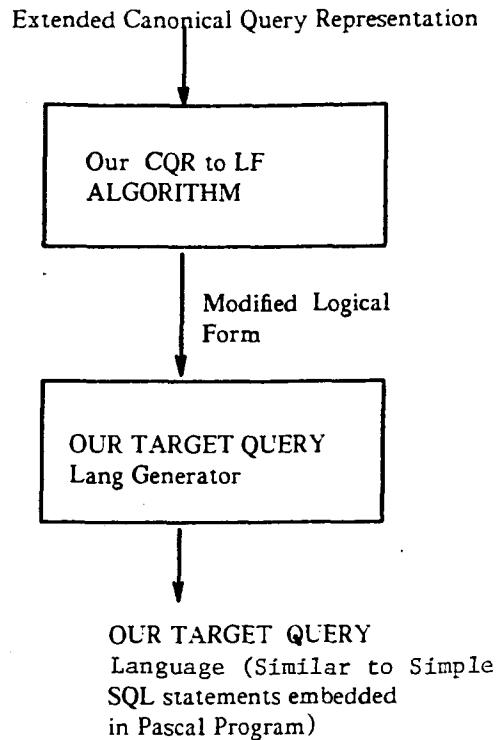 Extended Canonical Query Representation
Our CQR to LF
ALGORITHM
Modified Logical
Form
OUR TARGET QUERY
Lang Generator
OUR TARGET QUERY
Language (Similar to Simple
SQL statements embedded
in Pascal Program)